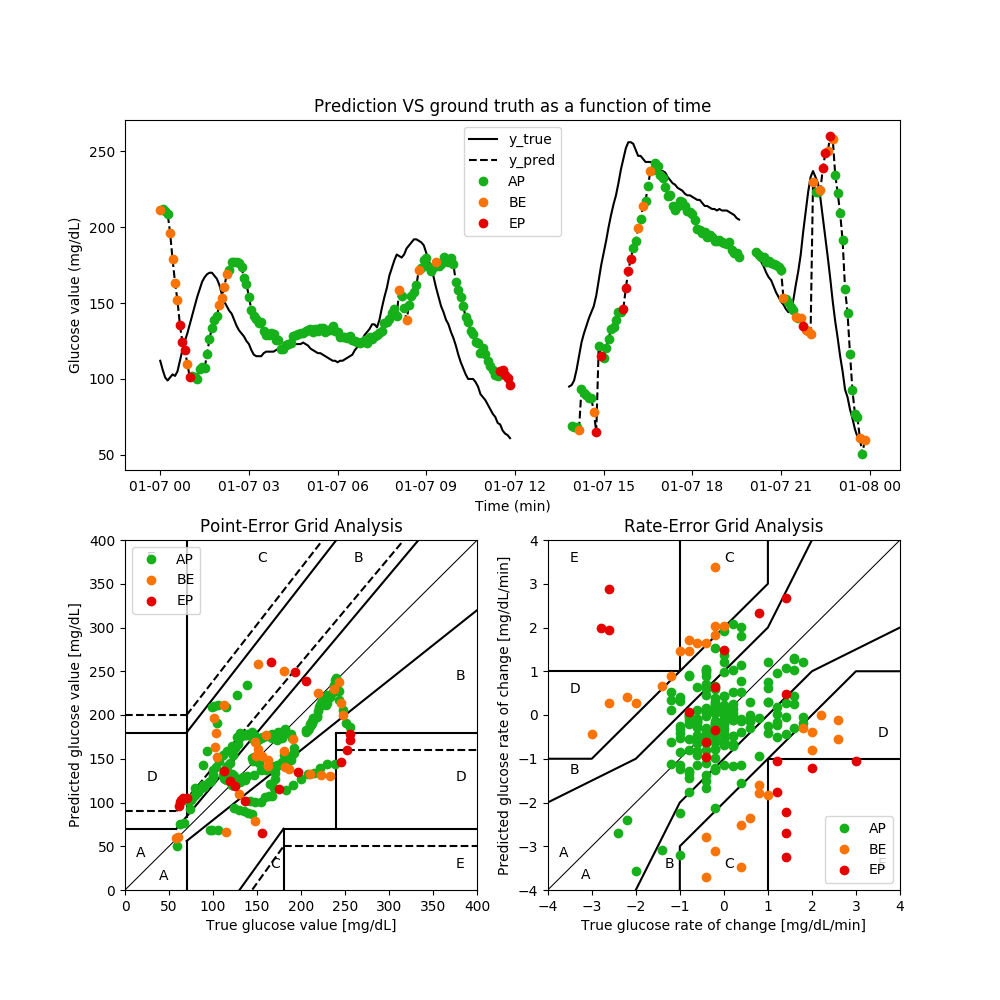 Prediction VS ground truth as a function of time
Glucose value (mg/dL)
250
200
150
100
50
y_true
y_pred
AP
BE
EP
01-07 00 01-07 03 01-07 06 01-07 09 01-07 12 01-07 15 01-07 18 01-07 21 01-08 00
Time (min)
Point-Error Grid Analysis
Predicted glucose value [mg/dL]
400
350
300
250
200
150
100
50
0
AP
BE
EP
C
B
B
D
D
A
A
C
E
0 50 100 150 200 250 300 350 400
True glucose value [mg/dL]
Rate-Error Grid Analysis
Predicted glucose rate of change [mg/dL/min]
4
3
2
1
0
−1
−2
−3
−4
E
C
D
D
B
A
A
B
C
AP
BE
EP
−4 −3 −2 −1 0 1 2 3 4
True glucose rate of change [mg/dL/min]